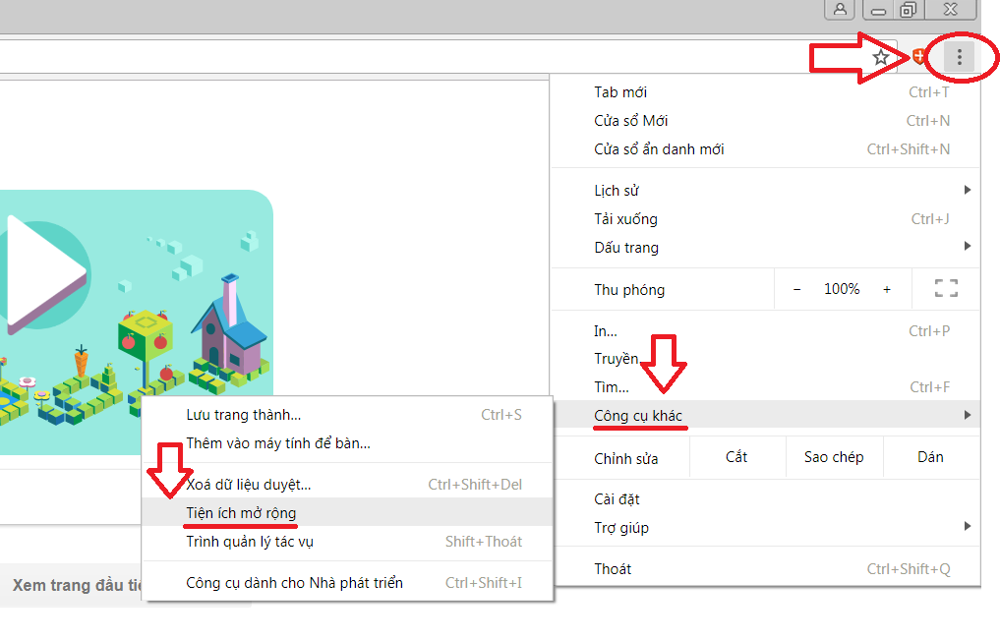 Tab mới Ctrl+T
Cửa sổ Mới Ctrl+N
Cửa sổ ẩn danh mới Ctrl+Shift+N
Lịch sử
Tải xuống Ctrl+J
Dấu trang
Thu phóng − 100% +
In... Ctrl+P
Truyền
Tìm... Ctrl+F
Công cụ khác
Chỉnh sửa Cắt Sao chép Dán
Cài đặt
Trợ giúp
Thoát Ctrl+Shift+Q
Lưu trang thành... Ctrl+S
Thêm vào máy tính để bàn...
Xoá dữ liệu duyệt... Ctrl+Shift+Del
Tiện ích mở rộng
Trình quản lý tác vụ Shift+Thoát
Công cụ dành cho Nhà phát triển Ctrl+Shift+I
Xem trang đầu